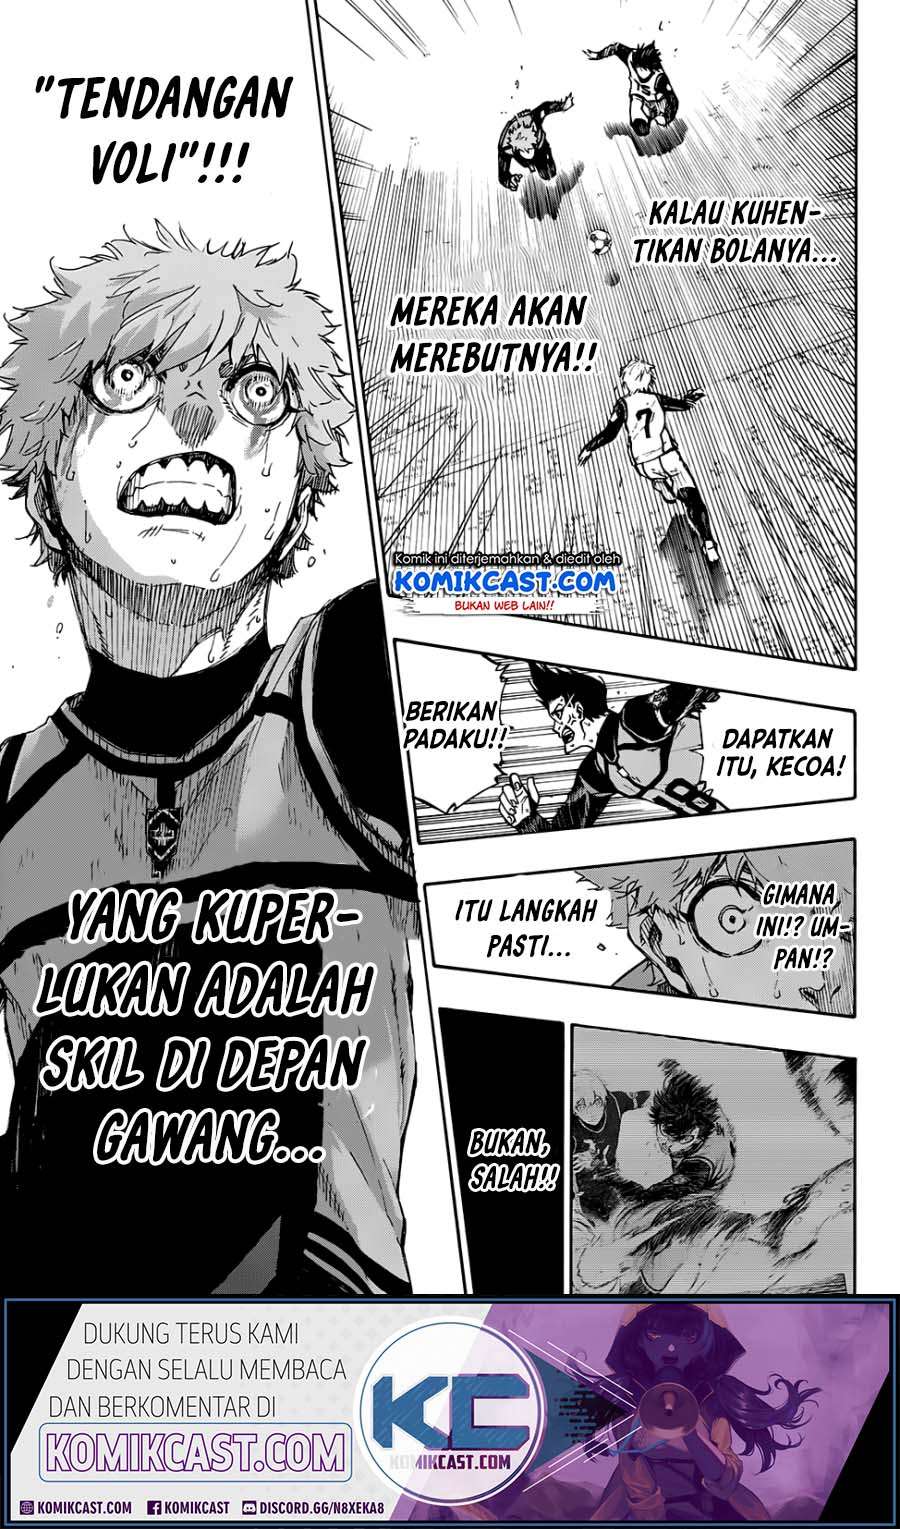 KALAU KUHEN-
TIKAN BOLANYA...
MEREKA AKAN
MEREBUTNYA!!
7
Komik ini diterjemahkan & diedit oleh
KOMIKCAST.COM
BUKAN WEB LAIN!!
DAPATKAN
ITU, KECOA!
BERIKAN
PADAKU!!
8
GIMANA
INI!? UM-
PAN!?
ITU LANGKAH
PASTI...
BUKAN,
SALAH!!
"TENDANGAN
VOLI"!!!
YANG KUPER-
LUKAN ADALAH
SKIL DI DEPAN
GAWANG...
DUKUNG TERUS KAMI
DENGAN SELALU MEMBACA
DAN BERKOMENTAR DI
KOMIKCAST.COM
KOMIKCAST.COM KOMIKCAST DISCORD.GG/N8XEKA8
KC
KOMIKCAST.COM